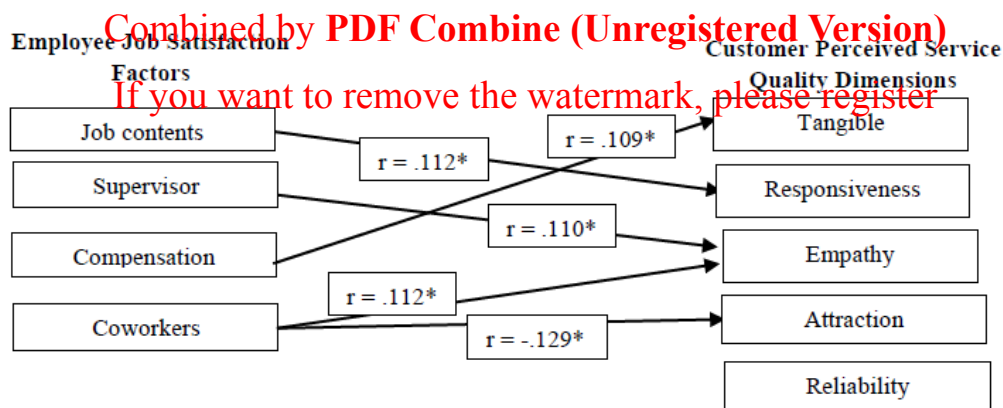 Combined by PDF Combine (Unregistered Version)
If you want to remove the watermark, please register
Employee Job Satisfaction
Factors
Customer Perceived Service
Quality Dimensions
Job contents
Supervisor
Compensation
Coworkers
r = .112*
r = .109*
r = .110*
r = .112*
r = -.129*
Tangible
Responsiveness
Empathy
Attraction
Reliability